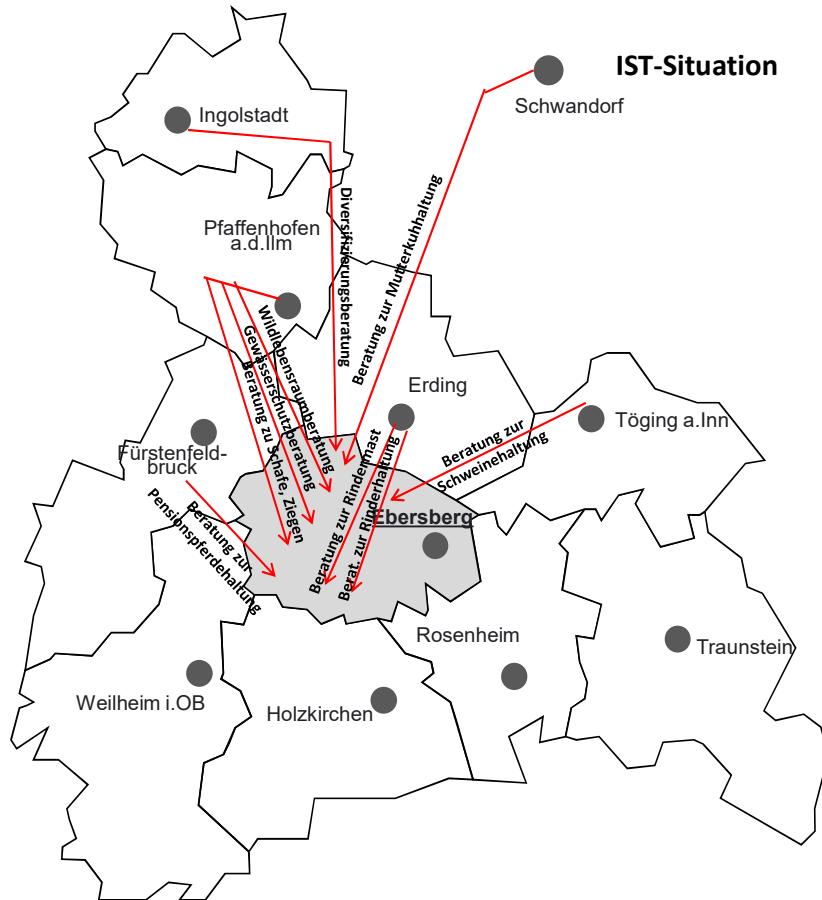 IST-Situation
Schwandorf
Ingolstadt
Pfaffenhofen
a.d.Ilm
Diversifizierungsberatung
Beratung zur Mutterkuhhaltung
Wildlebensraumberatung
Gewässerschutzberatung
Beratung zu Schafe, Ziegen
Erding
Töging a.Inn
Beratung zur
Schweinehaltung
Fürstenfeld-
bruck
Beratung zur
Pensionspferdehaltung
Beratung zur Rindermast
Berat. zur Rinderhaltung
Ebersberg
Rosenheim
Traunstein
Weilheim i.OB
Holzkirchen